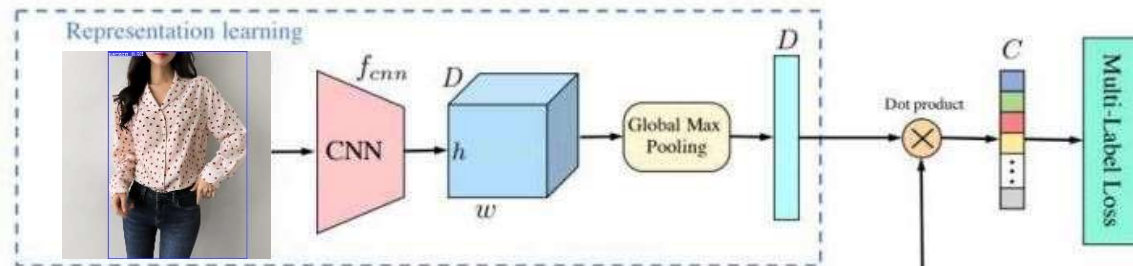 Representation learning
f_cnn
CNN
D
h
w
Global Max
Pooling
D
Dot product
C
Multi-Label Loss